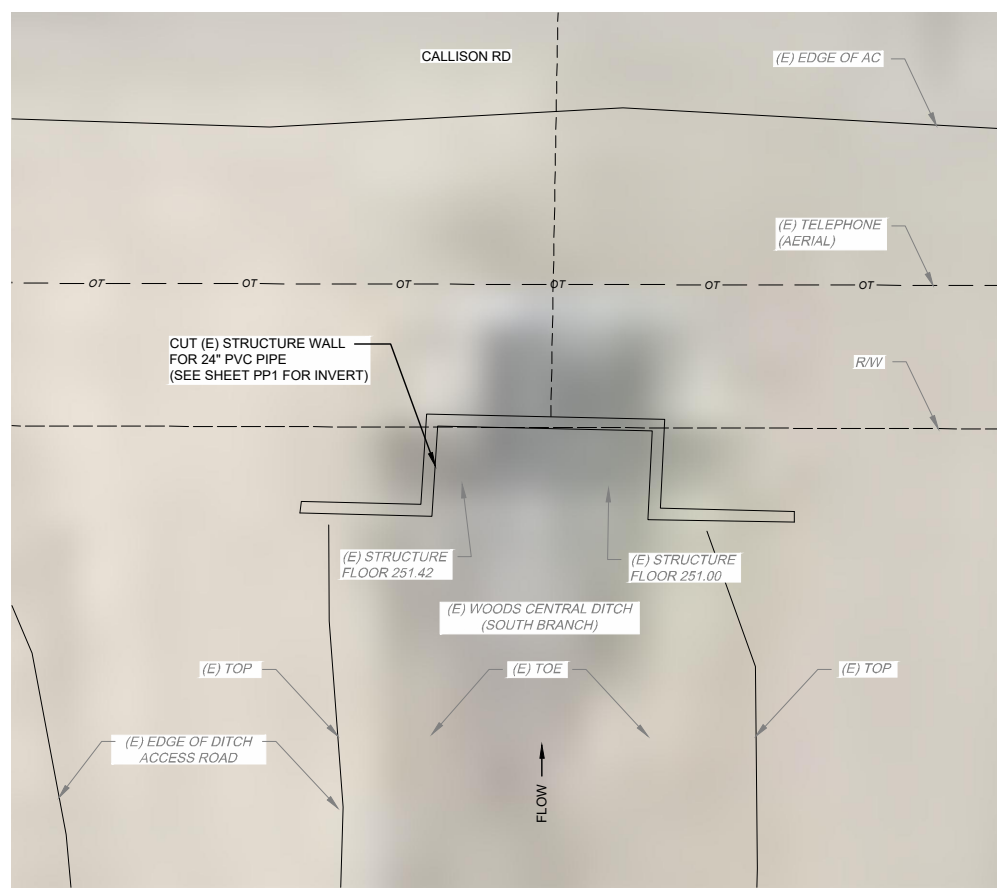 CALLISON RD
(E) EDGE OF AC
(E) TELEPHONE
(AERIAL)
OT OT OT OT OT OT
CUT (E) STRUCTURE WALL
FOR 24" PVC PIPE
(SEE SHEET PP1 FOR INVERT)
R/W
(E) STRUCTURE
FLOOR 251.42
(E) STRUCTURE
FLOOR 251.00
(E) WOODS CENTRAL DITCH
(SOUTH BRANCH)
(E) TOP
(E) TOE
(E) TOP
(E) EDGE OF DITCH
ACCESS ROAD
FLOW